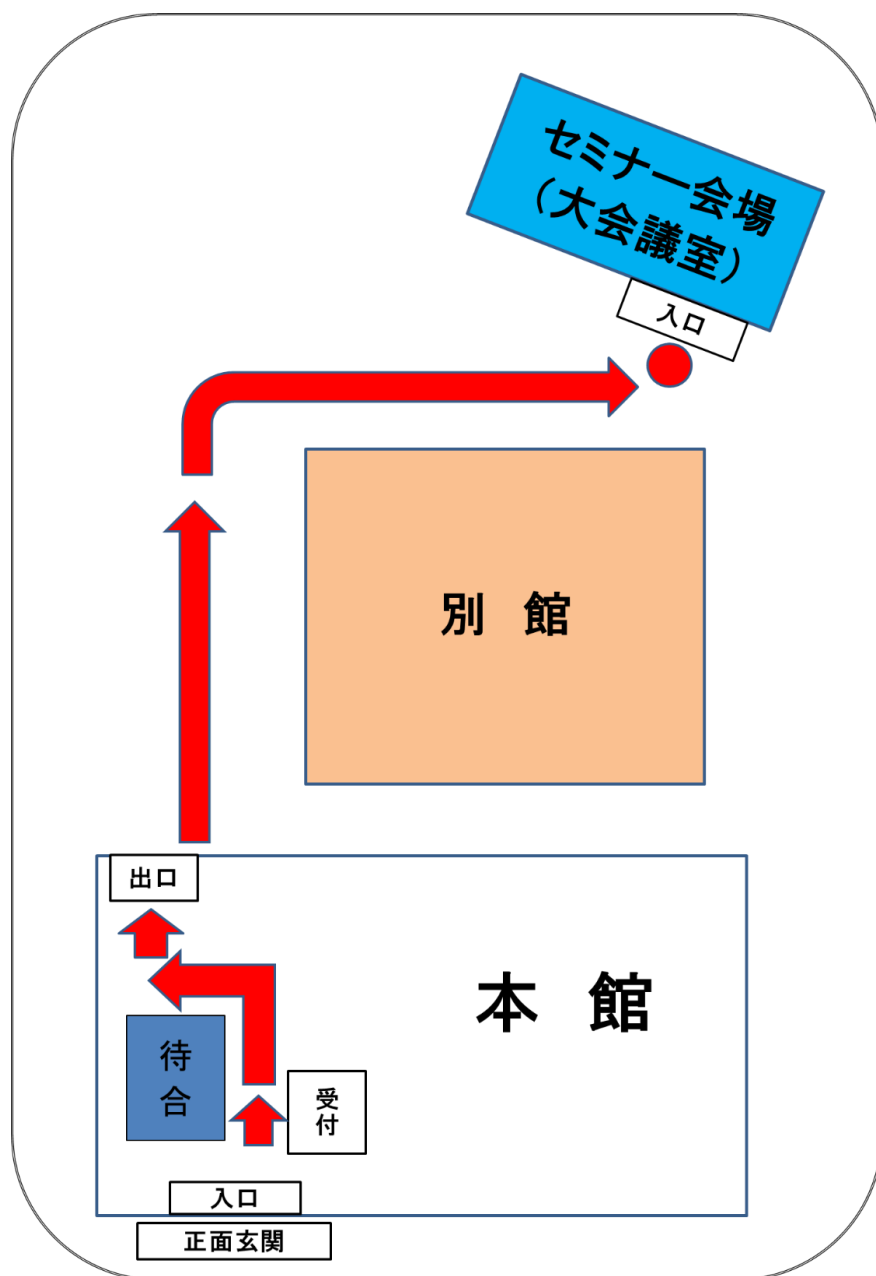 セミナー会場
（大会議室）
入口
別　館
出口
本　館
待
合
受
付
入口
正面玄関